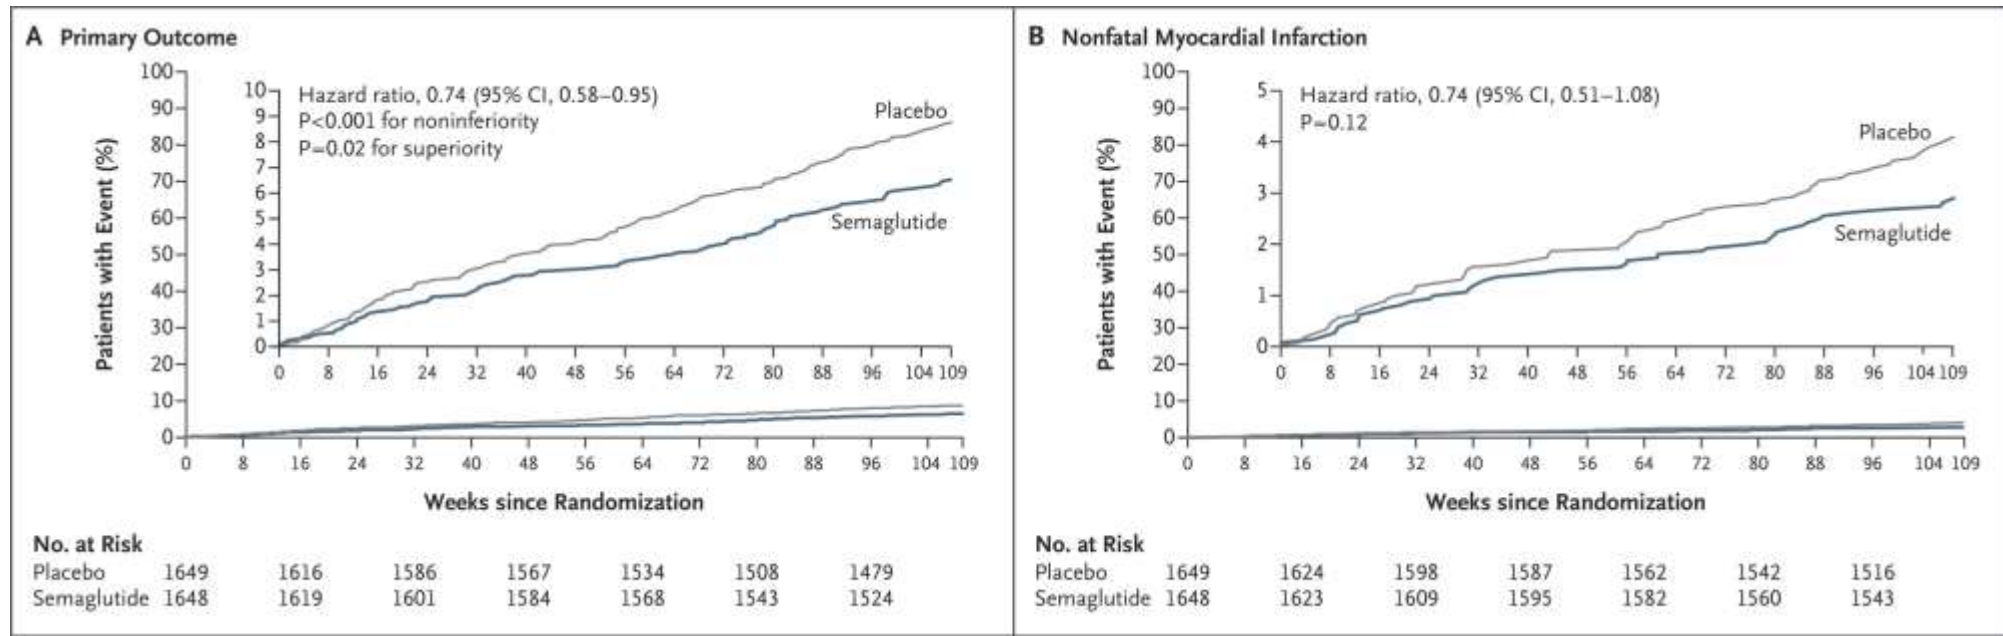 A Primary Outcome
Patients with Event (%)
100
90
80
70
60
50
40
30
20
10
0
10
9
8
7
6
5
4
3
2
1
0
Hazard ratio, 0.74 (95% CI, 0.58–0.95)
P<0.001 for noninferiority
P=0.02 for superiority
Placebo
Semaglutide
0 8 16 24 32 40 48 56 64 72 80 88 96 104 109
0 8 16 24 32 40 48 56 64 72 80 88 96 104 109
Weeks since Randomization
No. at Risk
Placebo 1649 1616 1586 1567 1534 1508 1479
Semaglutide 1648 1619 1601 1584 1568 1543 1524
B Nonfatal Myocardial Infarction
Patients with Event (%)
100
90
80
70
60
50
40
30
20
10
0
5
4
3
2
1
0
Hazard ratio, 0.74 (95% CI, 0.51–1.08)
P=0.12
Placebo
Semaglutide
0 8 16 24 32 40 48 56 64 72 80 88 96 104 109
0 8 16 24 32 40 48 56 64 72 80 88 96 104 109
Weeks since Randomization
No. at Risk
Placebo 1649 1624 1598 1587 1562 1542 1516
Semaglutide 1648 1623 1609 1595 1582 1560 1543